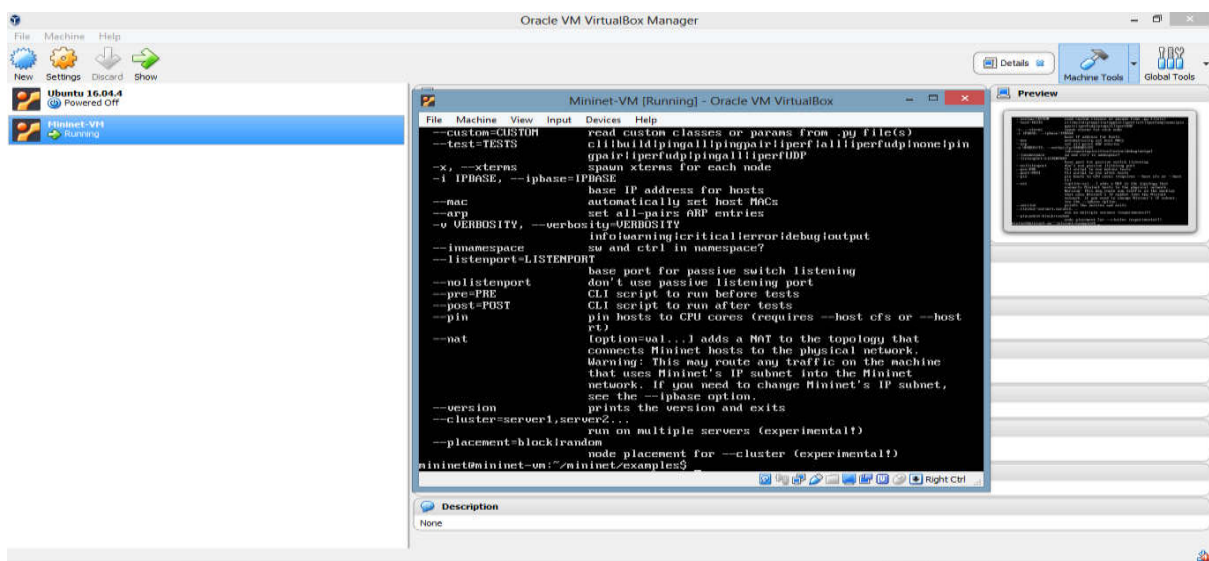 Oracle VM VirtualBox Manager
File Machine Help
New Settings Discard Show
Details
Machine Tools
Global Tools
Ubuntu 16.04.4
Powered Off
Mininet-VM
Running
Preview
Mininet-VM [Running] - Oracle VM VirtualBox
File Machine View Input Devices Help
--custom=CUSTOM read custom classes or params from .py file(s)
--test=TESTS cli|build|pingall|pingpair|iperf|all|iperfudp|none|pin
gpair|iperfudp|pingall|iperfUDP
-x, --xterms spawn xterms for each node
-i IPBASE, --ipbase=IPBASE
base IP address for hosts
--mac automatically set host MACs
--arp set all-pairs ARP entries
-v VERBOSITY, --verbosity=VERBOSITY
info|warning|critical|error|debug|output
--innamespace sw and ctrl in namespace?
--listenport=LISTENPORT
base port for passive switch listening
--nolistenport don't use passive listening port
--pre=PRE CLI script to run before tests
--post=POST CLI script to run after tests
--pin pin hosts to CPU cores (requires --host cfs or --host
rt)
--nat [option=val...] adds a NAT to the topology that
connects Mininet hosts to the physical network.
Warning: This may route any traffic on the machine
that uses Mininet's IP subnet into the Mininet
network. If you need to change Mininet's IP subnet,
see the --ipbase option.
--version prints the version and exits
--cluster=server1,server2...
run on multiple servers (experimental!)
--placement=block|random
node placement for --cluster (experimental!)
mininet@mininet-vm:~/mininet/examples$ _
Right Ctrl
Description
None